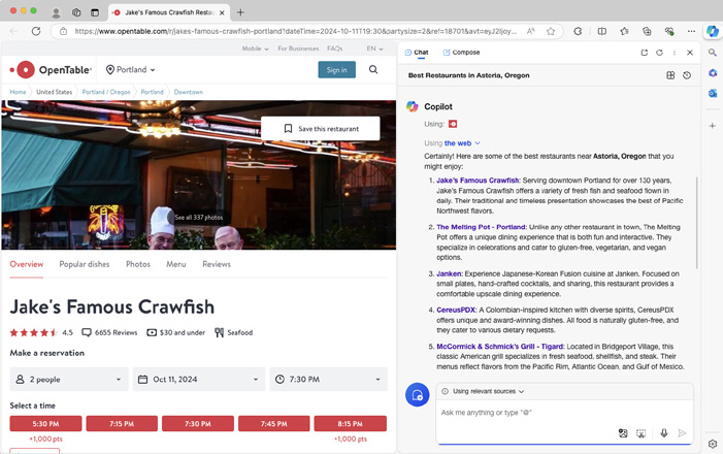 Jake's Famous Crawfish Restau
https://www.opentable.com/r/jakes-famous-crawfish-portland?dateTime=2024-10-11T19:30&partysize=2&ref=18701&avt=eyJ2Ijoy...
Mobile For Businesses FAQs EN
OpenTable Portland Sign in
Home United States Portland / Oregon Portland Downtown
Save this restaurant
See all 337 photos
Overview Popular dishes Photos Menu Reviews
Jake's Famous Crawfish
4.5 6655 Reviews $30 and under Seafood
Make a reservation
2 people Oct 11, 2024 7:30 PM
Select a time
5:30 PM 7:15 PM 7:30 PM 7:45 PM 8:15 PM
+1,000 pts +1,000 pts
Chat Compose
Best Restaurants in Astoria, Oregon
Copilot
Using:
Using the web
Certainly! Here are some of the best restaurants near Astoria, Oregon that you
might enjoy:
1. Jake's Famous Crawfish: Serving downtown Portland for over 130 years,
Jake's Famous Crawfish offers a variety of fresh fish and seafood flown in
daily. Their traditional and timeless presentation showcases the best of Pacific
Northwest flavors.
2. The Melting Pot - Portland: Unlike any other restaurant in town, The Melting
Pot offers a unique dining experience that is both fun and interactive. They
specialize in celebrations and cater to gluten-free, vegetarian, and vegan
options.
3. Janken: Experience Japanese-Korean Fusion cuisine at Janken. Focused on
small plates, hand-crafted cocktails, and sharing, this restaurant provides a
comfortable upscale dining experience.
4. CereusPDX: A Colombian-inspired kitchen with diverse spirits, CereusPDX
offers unique and award-winning dishes. All food is naturally gluten-free, and
they cater to various dietary requests.
5. McCormick & Schmick's Grill - Tigard: Located in Bridgeport Village, this
classic American grill specializes in fresh seafood, shellfish, and steak. Their
menus reflect flavors from the Pacific Rim, Atlantic Ocean, and Gulf of Mexico.
Using relevant sources
Ask me anything or type "@"